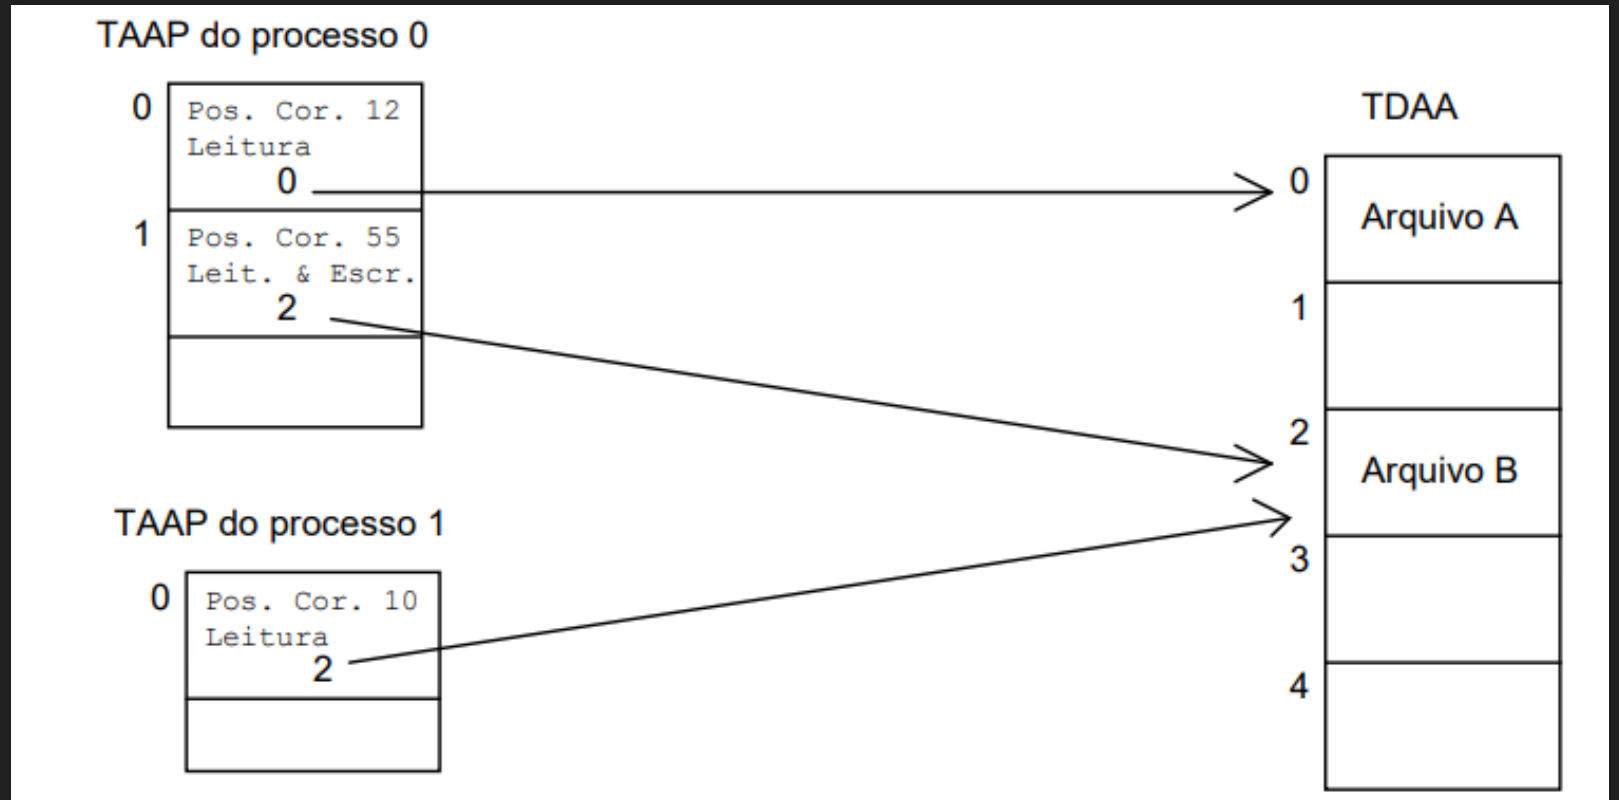 TAAP do processo 0
0
Pos. Cor. 12
Leitura
0
1
Pos. Cor. 55
Leit. & Escr.
2
TAAP do processo 1
0
Pos. Cor. 10
Leitura
2
TDAA
0
Arquivo A
1
2
Arquivo B
3
4